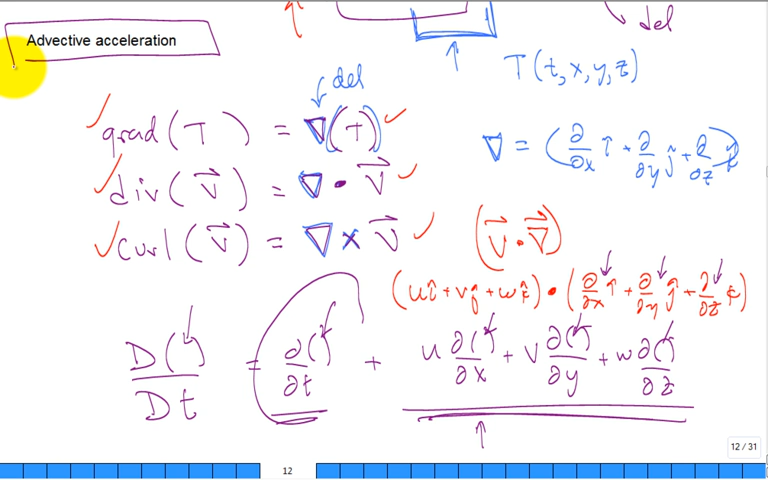 del
Advective acceleration
T(t,x,y,z)
del
grad(T) = ∇(T)
∇ = (∂/∂x î + ∂/∂y ĵ + ∂/∂z k̂)
div(V⃗) = ∇ • V⃗
curl(V⃗) = ∇ × V⃗
(V⃗ • ∇⃗)
(uî + vĵ + wk̂) • (∂/∂x î + ∂/∂y ĵ + ∂/∂z k̂)
D( )/Dt = ∂( )/∂t + u ∂( )/∂x + v ∂( )/∂y + w ∂( )/∂z
12 / 31
12